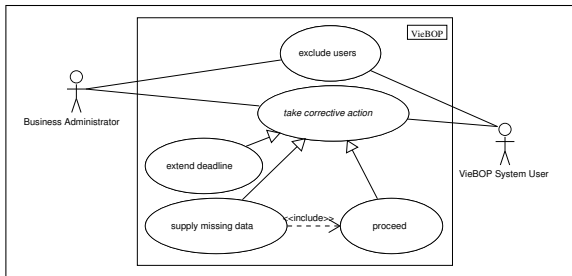 VieBOP
exclude users
take corrective action
Business Administrator
extend deadline
VieBOP System User
supply missing data
<<include>>
proceed